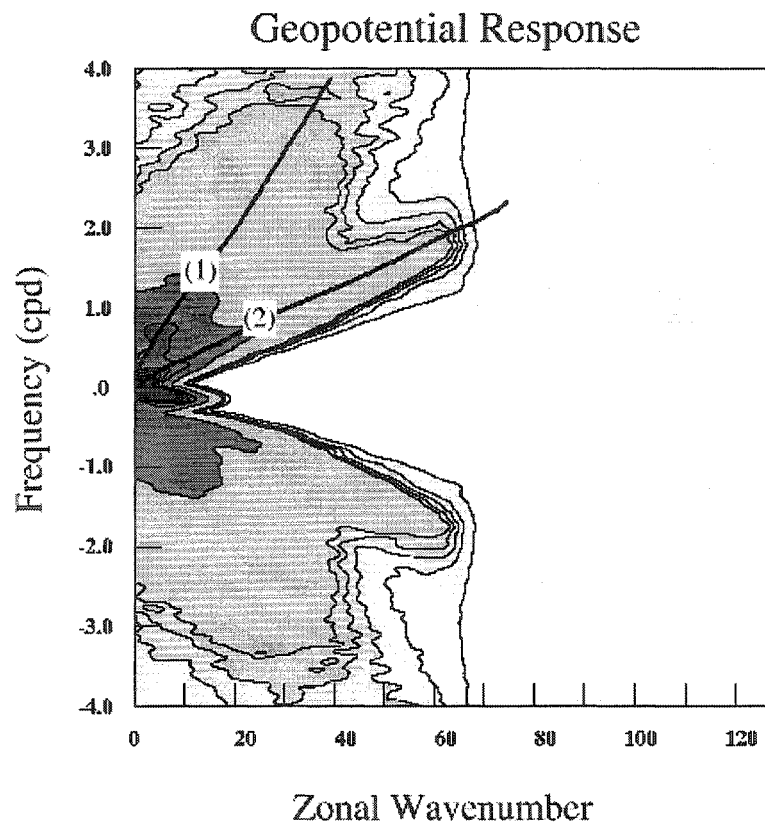 Geopotential Response
4.0
3.0
2.0
1.0
.0
-1.0
-2.0
-3.0
-4.0
Frequency (cpd)
(1)
(2)
0 20 40 60 80 100 120
Zonal Wavenumber